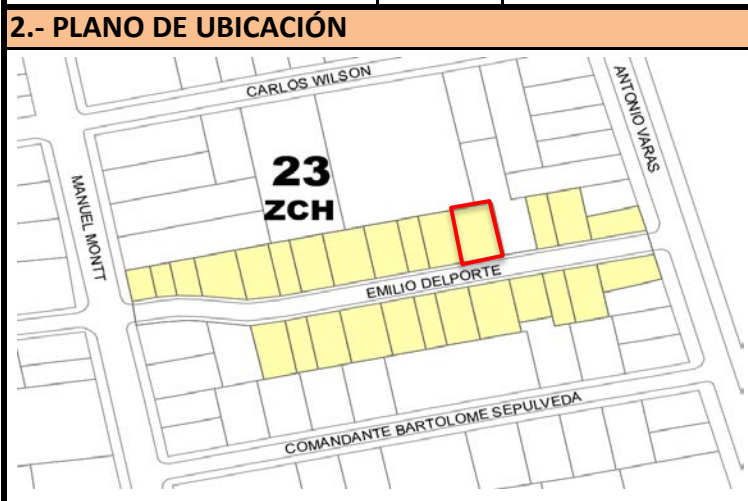 2.- PLANO DE UBICACIÓN
CARLOS WILSON
ANTONIO VARAS
23
ZCH
MANUEL MONTT
EMILIO DELPORTE
COMANDANTE BARTOLOME SEPULVEDA